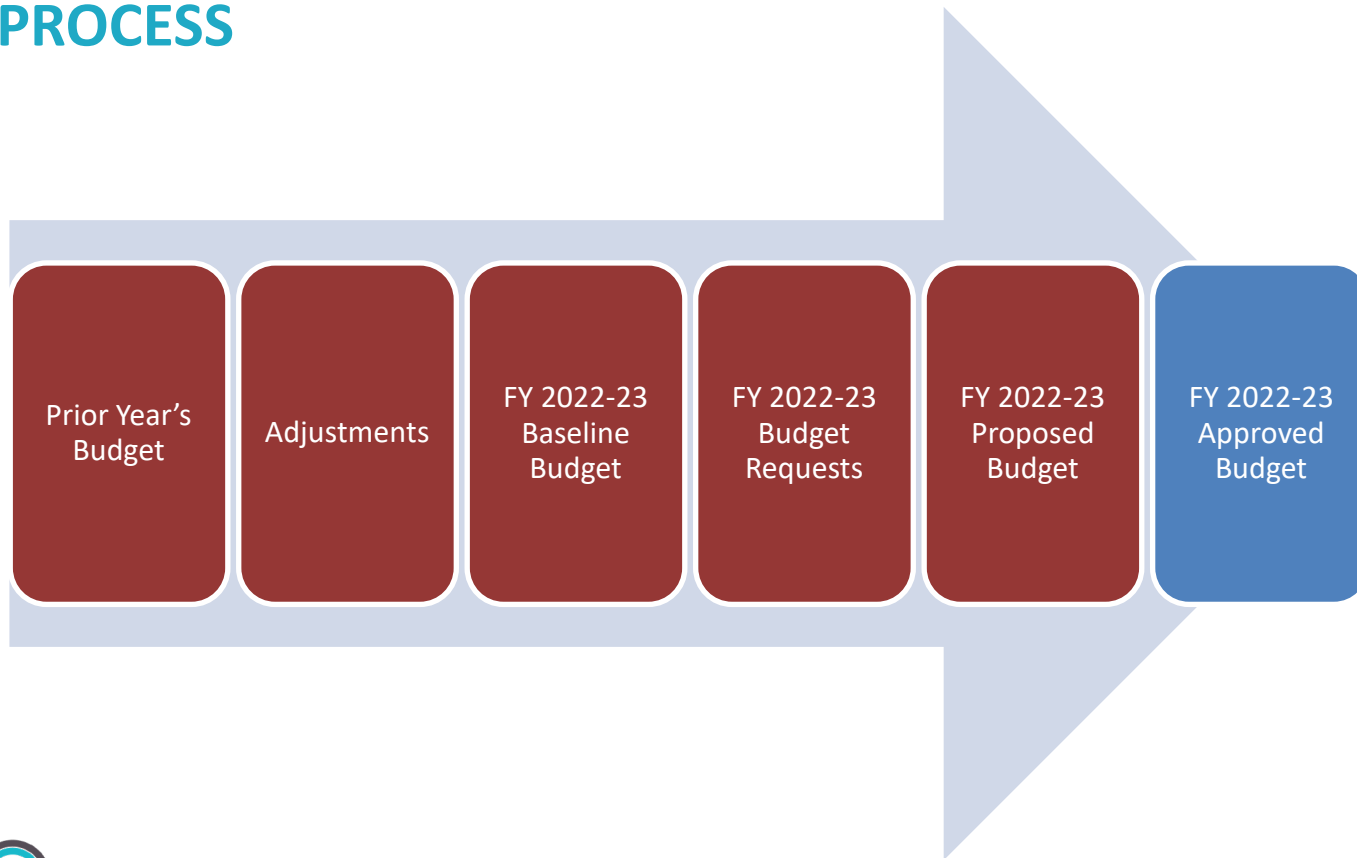 PROCESS
Prior Year’s
Budget
Adjustments
FY 2022-23
Baseline
Budget
FY 2022-23
Budget
Requests
FY 2022-23
Proposed
Budget
FY 2022-23
Approved
Budget